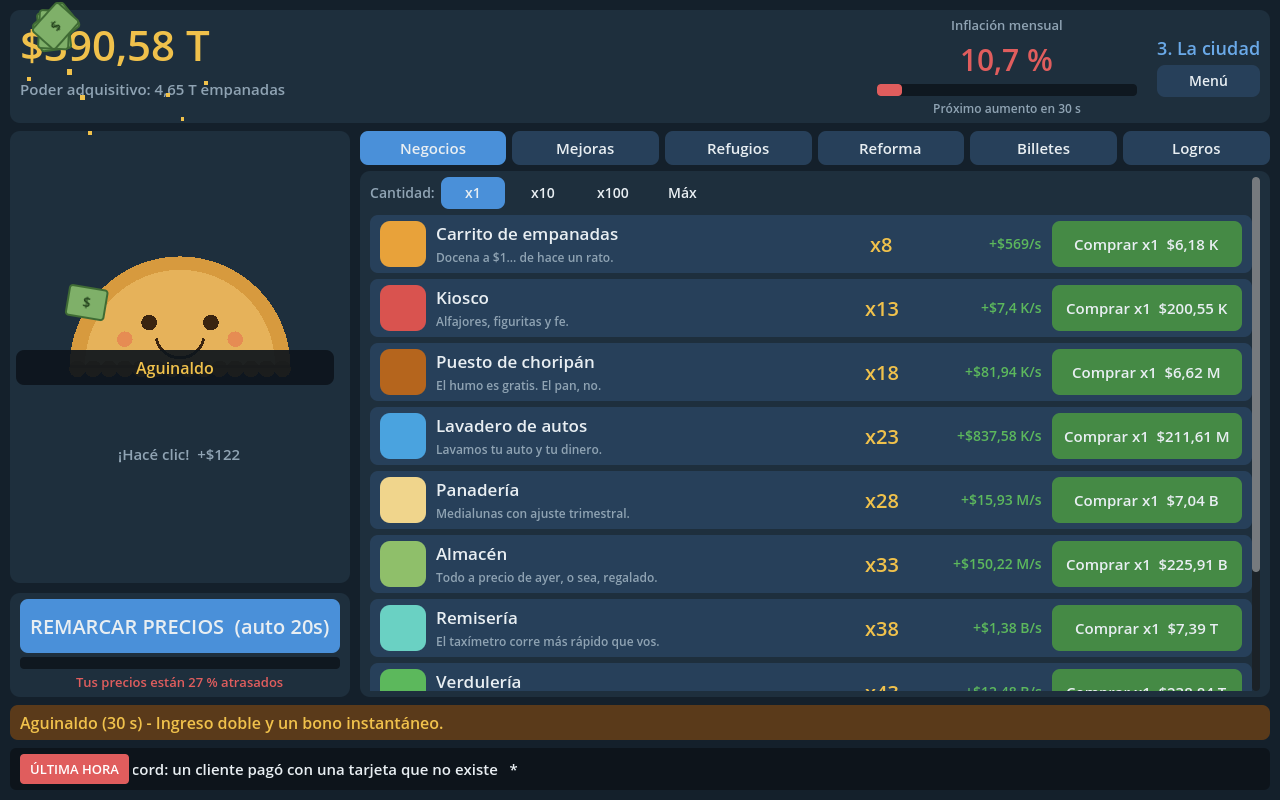 $390,58 T
Poder adquisitivo: 4,65 T empanadas
Inflación mensual
10,7 %
Próximo aumento en 30 s
3. La ciudad
Menú
Negocios
Mejoras
Refugios
Reforma
Billetes
Logros
Cantidad:
x1
x10
x100
Máx
Carrito de empanadas
Docena a $1... de hace un rato.
x8
+$569/s
Comprar x1 $6,18 K
Kiosco
Alfajores, figuritas y fe.
x13
+$7,4 K/s
Comprar x1 $200,55 K
Puesto de choripán
El humo es gratis. El pan, no.
x18
+$81,94 K/s
Comprar x1 $6,62 M
Lavadero de autos
Lavamos tu auto y tu dinero.
x23
+$837,58 K/s
Comprar x1 $211,61 M
Panadería
Medialunas con ajuste trimestral.
x28
+$15,93 M/s
Comprar x1 $7,04 B
Almacén
Todo a precio de ayer, o sea, regalado.
x33
+$150,22 M/s
Comprar x1 $225,91 B
Remisería
El taxímetro corre más rápido que vos.
x38
+$1,38 B/s
Comprar x1 $7,39 T
Verdulería
$
$
Aguinaldo
¡Hacé clic! +$122
REMARCAR PRECIOS (auto 20s)
Tus precios están 27 % atrasados
Aguinaldo (30 s) - Ingreso doble y un bono instantáneo.
ÚLTIMA HORA
cord: un cliente pagó con una tarjeta que no existe *